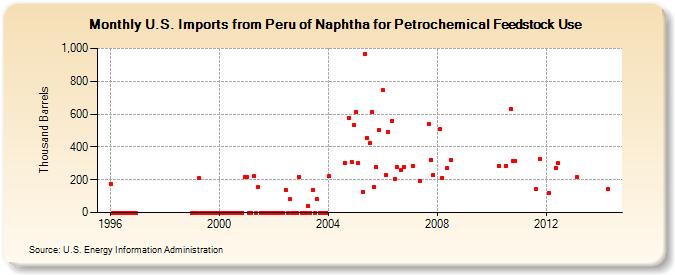 Monthly U.S. Imports from Peru of Naphtha for Petrochemical Feedstock Use
Thousand Barrels
1,000
800
600
400
200
0
1996 2000 2004 2008 2012
Source: U.S. Energy Information Administration